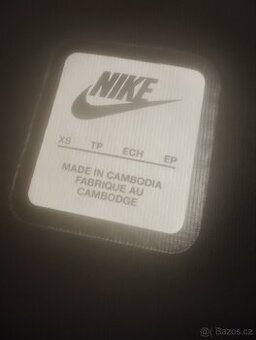 NIKE
XS TP ECH EP
MADE IN CAMBODIA
FABRIQUE AU
CAMBODGE
© Bazos.cz